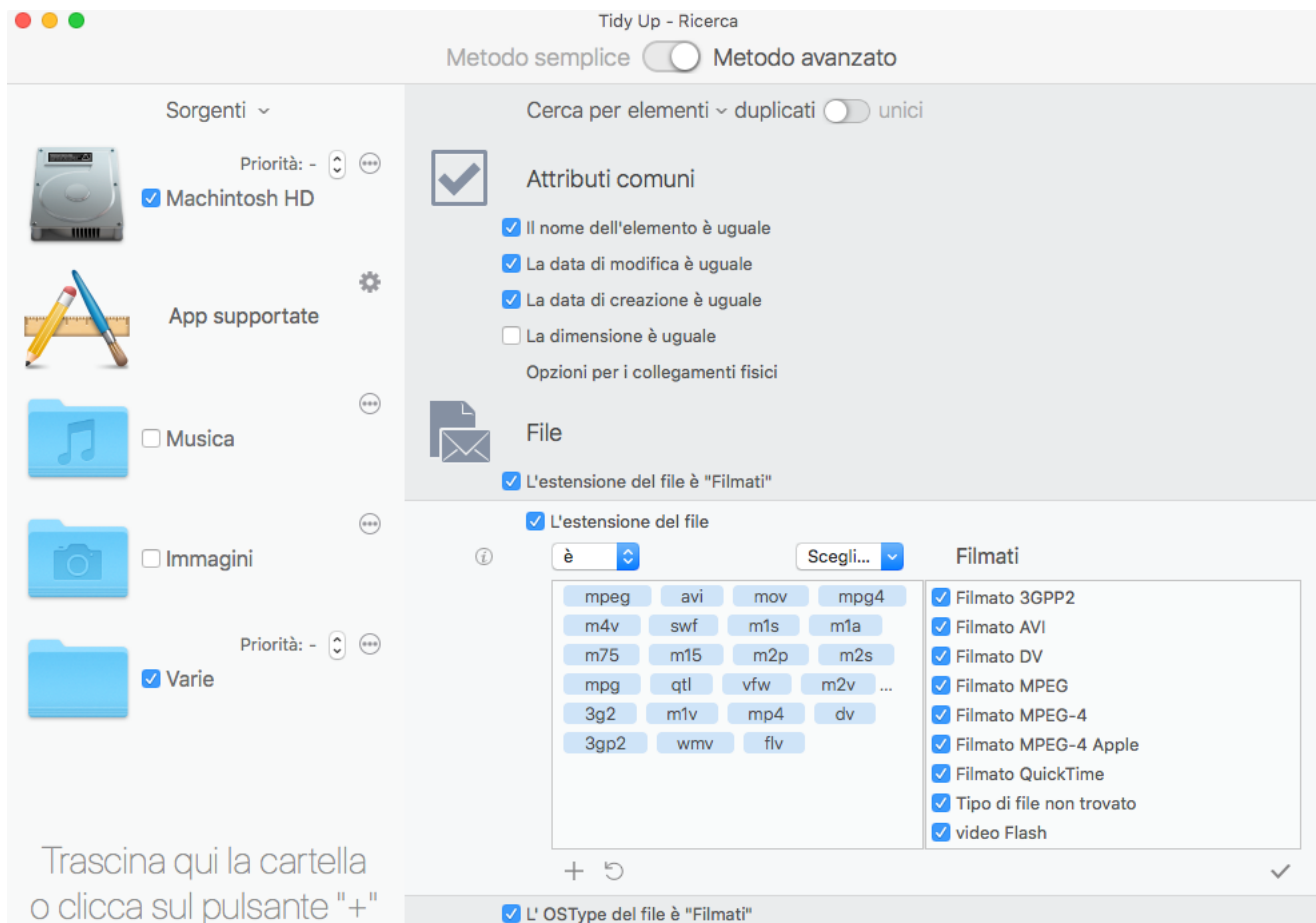 Tidy Up - Ricerca
Metodo semplice Metodo avanzato
Sorgenti
Priorità: -
Machintosh HD
App supportate
Musica
Immagini
Priorità: -
Varie
Trascina qui la cartella
o clicca sul pulsante "+"
Cerca per elementi duplicati unici
Attributi comuni
Il nome dell'elemento è uguale
La data di modifica è uguale
La data di creazione è uguale
La dimensione è uguale
Opzioni per i collegamenti fisici
File
L'estensione del file è "Filmati"
L'estensione del file
è Scegli... Filmati
mpeg avi mov mpg4
m4v swf m1s m1a
m75 m15 m2p m2s
mpg qtl vfw m2v ...
3g2 m1v mp4 dv
3gp2 wmv flv
Filmato 3GPP2
Filmato AVI
Filmato DV
Filmato MPEG
Filmato MPEG-4
Filmato MPEG-4 Apple
Filmato QuickTime
Tipo di file non trovato
video Flash
L' OSType del file è "Filmati"